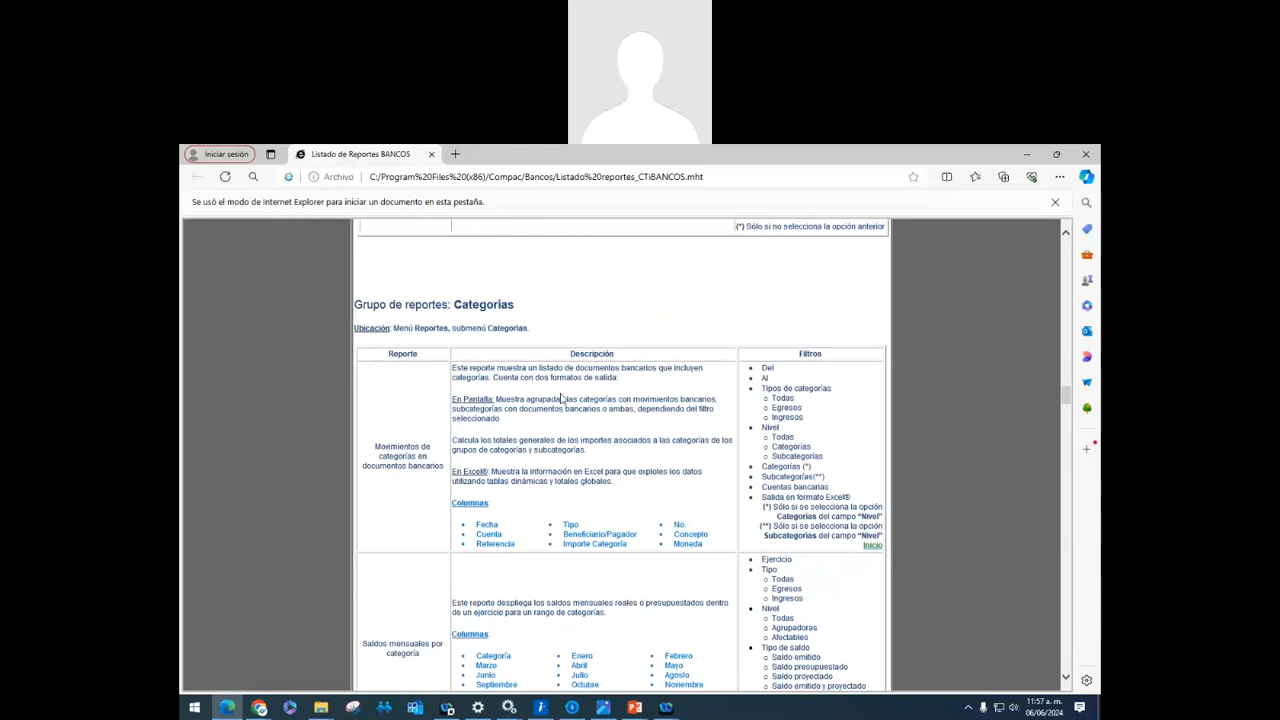 Iniciar sesión
Listado de Reportes BANCOS
Archivo
C:/Program%20Files%20(x86)/Compac/Bancos/Listado%20reportes_CTiBANCOS.mht
Se usó el modo de Internet Explorer para iniciar un documento en esta pestaña.
(*) Sólo si no selecciona la opción anterior
Grupo de reportes: Categorías
Ubicación: Menú Reportes, submenú Categorías.
Reporte
Descripción
Filtros
Movimientos de
categorías en
documentos bancarios
Este reporte muestra un listado de documentos bancarios que incluyen
categorías. Cuenta con dos formatos de salida:
En Pantalla: Muestra agrupadas las categorías con movimientos bancarios,
subcategorías con documentos bancarios o ambas, dependiendo del filtro
seleccionado
Calcula los totales generales de los importes asociados a las categorías de los
grupos de categorías y subcategorías.
En Excel®: Muestra la información en Excel para que explotes los datos
utilizando tablas dinámicas y totales globales.
Columnas:
• Fecha • Tipo • No.
• Cuenta • Beneficiario/Pagador • Concepto
• Referencia • Importe Categoría • Moneda
• Del
• Al
• Tipos de categorías
o Todas
o Egresos
o Ingresos
• Nivel
o Todas
o Categorías
o Subcategorías
• Categorías (*)
• Subcategorías(**)
• Cuentas bancarias
• Salida en formato Excel®
(*) Sólo si se selecciona la opción
Categorías del campo “Nivel”
(**) Sólo si se selecciona la opción
Subcategorías del campo “Nivel”
Inicio
Saldos mensuales por
categoría
Este reporte despliega los saldos mensuales reales o presupuestados dentro
de un ejercicio para un rango de categorías.
Columnas:
• Categoría • Enero • Febrero
• Marzo • Abril • Mayo
• Junio • Julio • Agosto
• Septiembre • Octubre • Noviembre
• Ejercicio
• Tipo
o Todas
o Egresos
o Ingresos
• Nivel
o Todas
o Agrupadoras
o Afectables
• Tipo de saldo
o Saldo emitido
o Saldo presupuestado
o Saldo proyectado
o Saldo emitido y proyectado
11:57 a. m.
06/06/2024